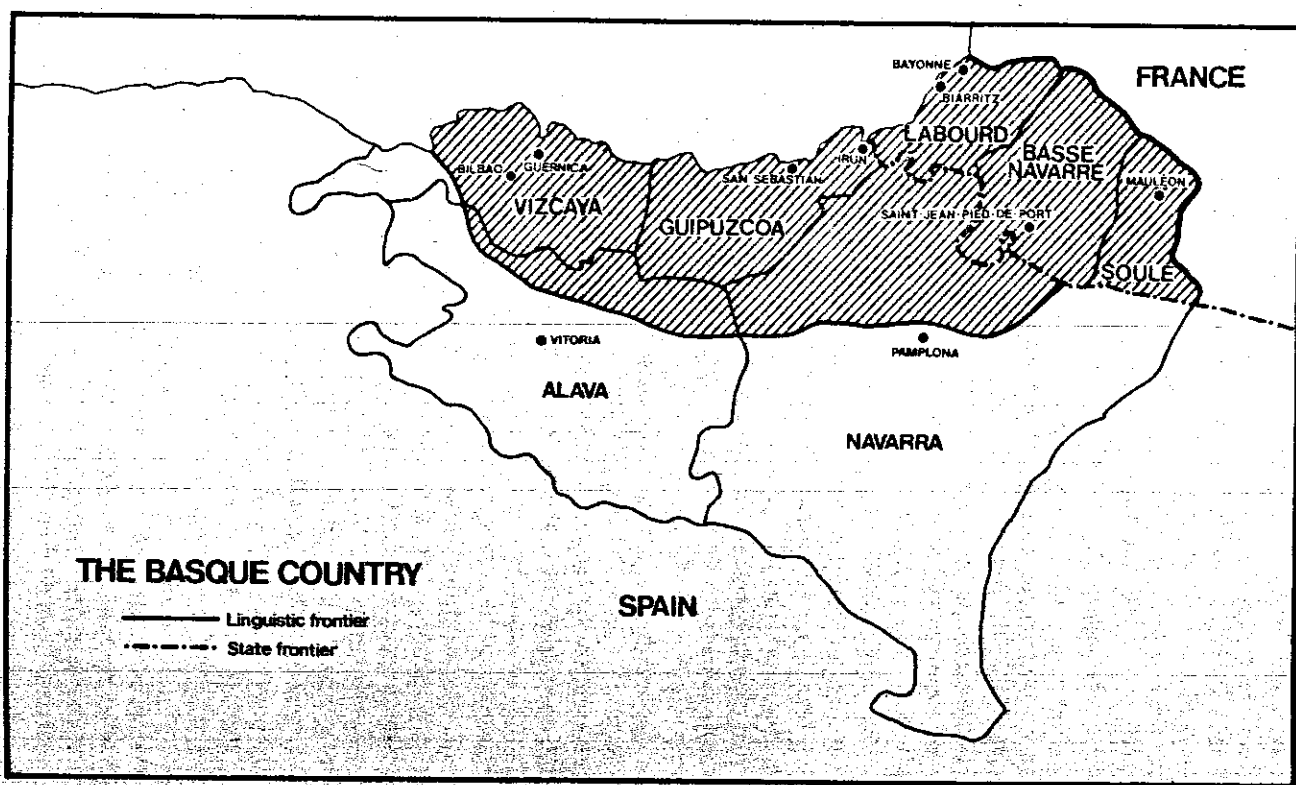 BAYONNE
FRANCE
BIARRITZ
LABOURD
IRUN
BASSE
NAVARRE
GUERNICA
BILBAO
SAN SEBASTIAN
MAULÉON
VIZCAYA
SAINT-JEAN-PIED-DE-PORT
GUIPUZCOA
SOULE
VITORIA
PAMPLONA
ALAVA
NAVARRA
THE BASQUE COUNTRY
SPAIN
Linguistic frontier
State frontier